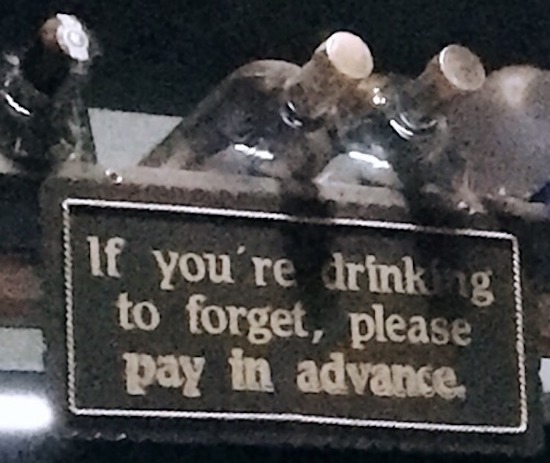 If you're drinking
to forget, please
pay in advance.